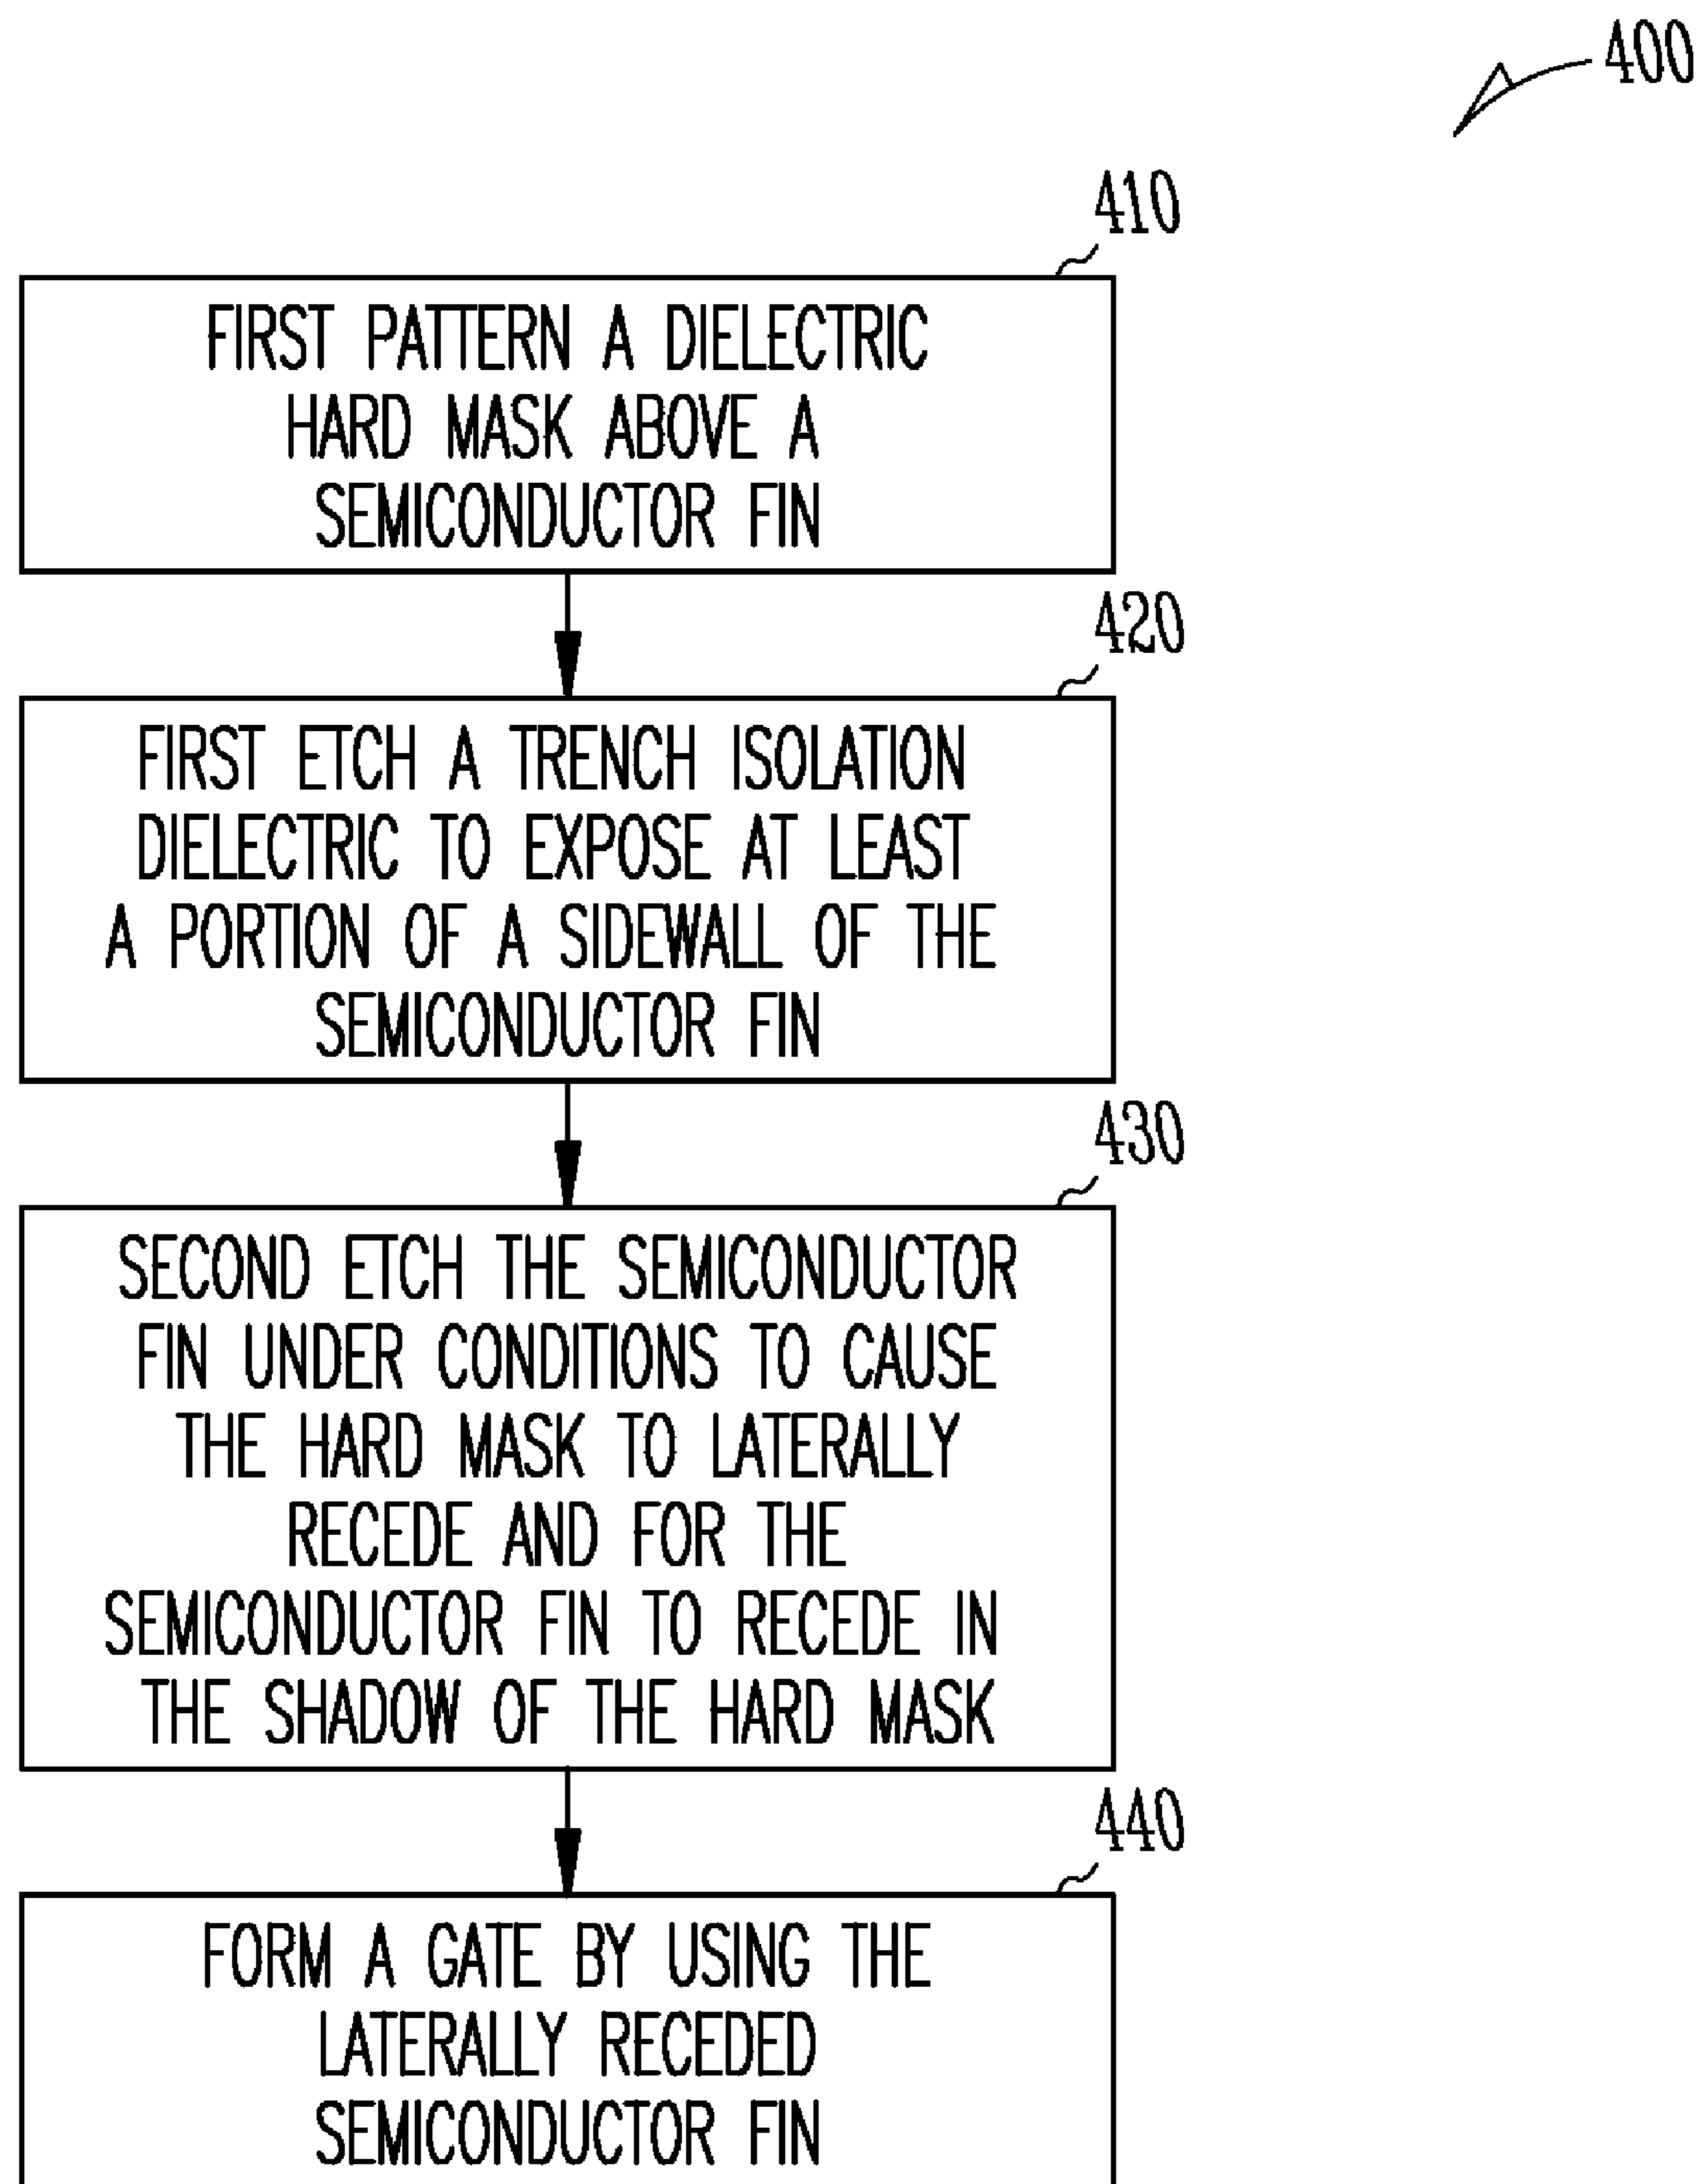 400
410
FIRST PATTERN A DIELECTRIC
HARD MASK ABOVE A
SEMICONDUCTOR FIN
420
FIRST ETCH A TRENCH ISOLATION
DIELECTRIC TO EXPOSE AT LEAST
A PORTION OF A SIDEWALL OF THE
SEMICONDUCTOR FIN
430
SECOND ETCH THE SEMICONDUCTOR
FIN UNDER CONDITIONS TO CAUSE
THE HARD MASK TO LATERALLY
RECEDE AND FOR THE
SEMICONDUCTOR FIN TO RECEDE IN
THE SHADOW OF THE HARD MASK
440
FORM A GATE BY USING THE
LATERALLY RECEDED
SEMICONDUCTOR FIN